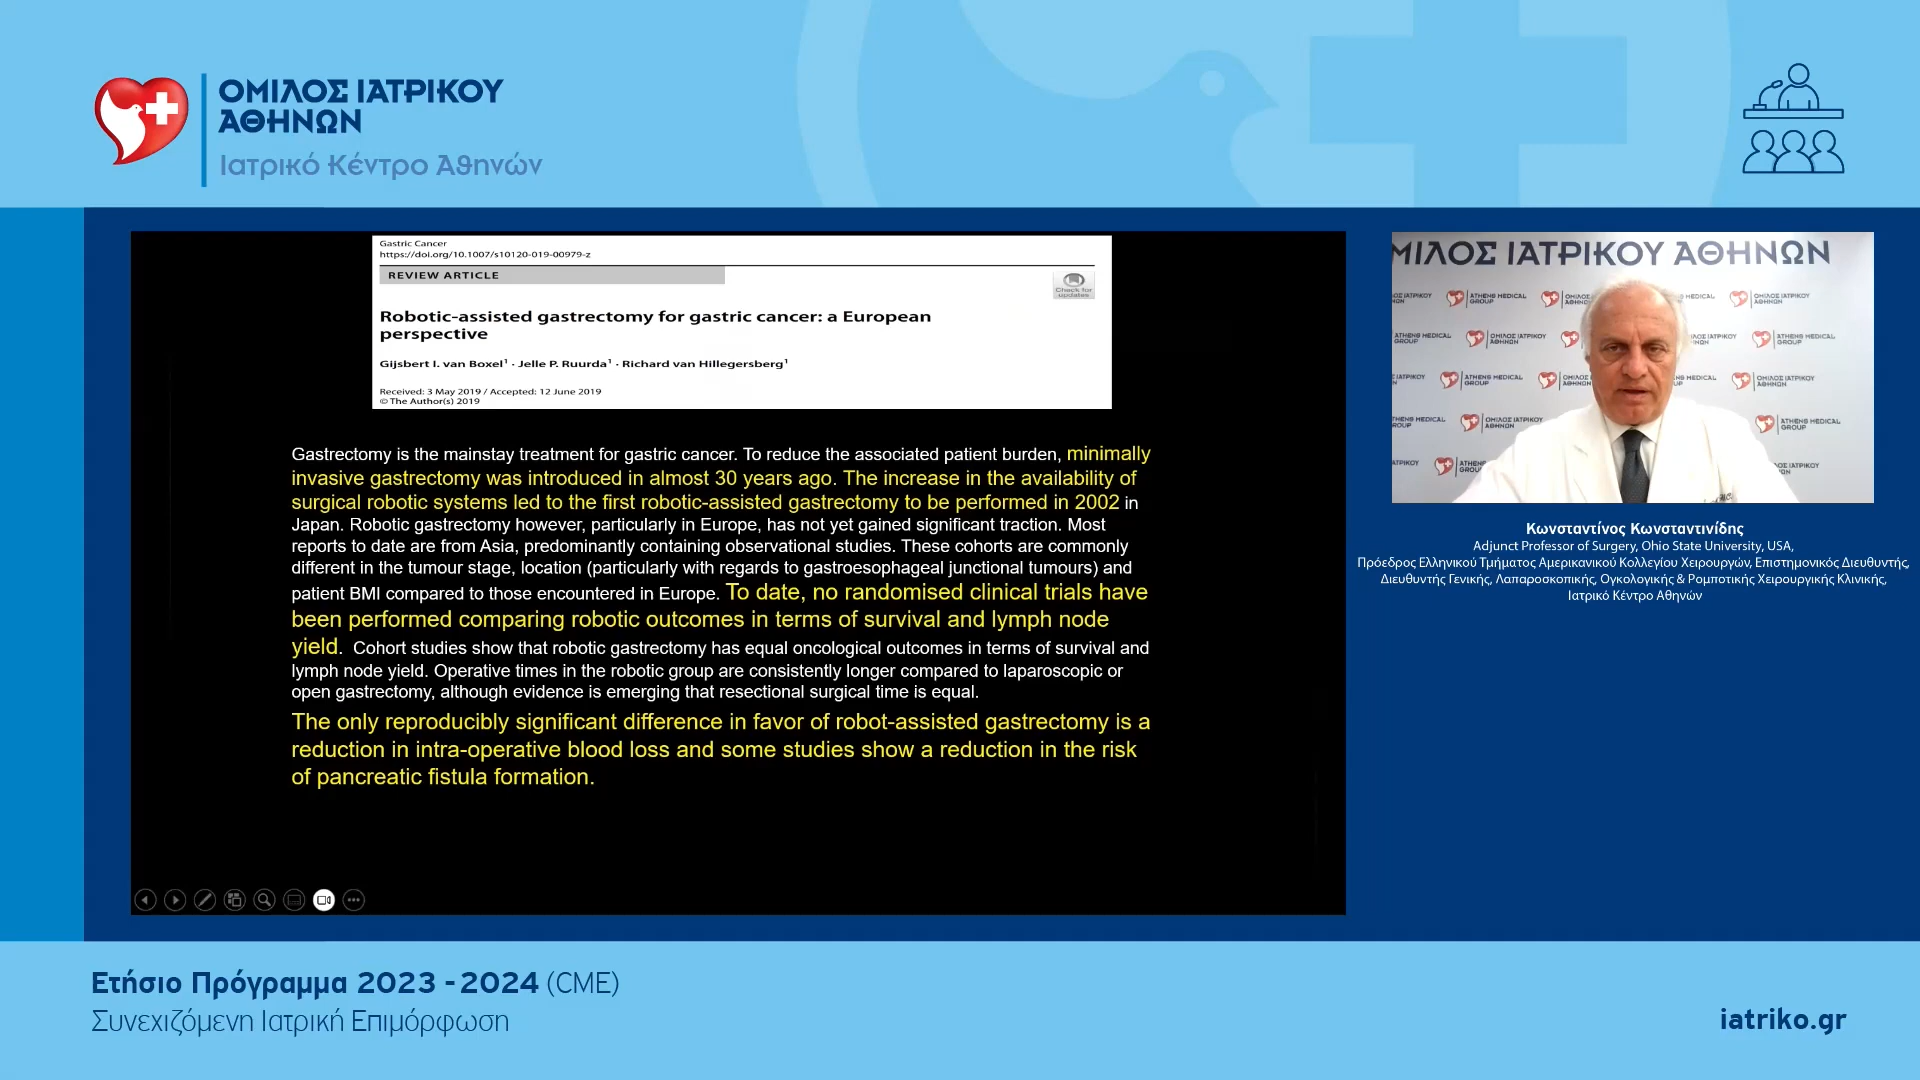 ΟΜΙΛΟΣ ΙΑΤΡΙΚΟΥ
ΑΘΗΝΩΝ
Ιατρικό Κέντρο Αθηνών
Gastric Cancer
https://doi.org/10.1007/s10120-019-00979-z
REVIEW ARTICLE
Check for
updates
Robotic-assisted gastrectomy for gastric cancer: a European
perspective
Gijsbert I. van Boxel¹ · Jelle P. Ruurda¹ · Richard van Hillegersberg¹
Received: 3 May 2019 / Accepted: 12 June 2019
© The Author(s) 2019
Gastrectomy is the mainstay treatment for gastric cancer. To reduce the associated patient burden, minimally
invasive gastrectomy was introduced in almost 30 years ago. The increase in the availability of
surgical robotic systems led to the first robotic-assisted gastrectomy to be performed in 2002 in
Japan. Robotic gastrectomy however, particularly in Europe, has not yet gained significant traction. Most
reports to date are from Asia, predominantly containing observational studies. These cohorts are commonly
different in the tumour stage, location (particularly with regards to gastroesophageal junctional tumours) and
patient BMI compared to those encountered in Europe. To date, no randomised clinical trials have
been performed comparing robotic outcomes in terms of survival and lymph node
yield. Cohort studies show that robotic gastrectomy has equal oncological outcomes in terms of survival and
lymph node yield. Operative times in the robotic group are consistently longer compared to laparoscopic or
open gastrectomy, although evidence is emerging that resectional surgical time is equal.
The only reproducibly significant difference in favor of robot-assisted gastrectomy is a
reduction in intra-operative blood loss and some studies show a reduction in the risk
of pancreatic fistula formation.
ΜΙΛΟΣ ΙΑΤΡΙΚΟΥ ΑΘΗΝΩΝ
ATHENS MEDICAL
GROUP
ΟΜΙΛΟΣ ΙΑΤΡΙΚΟΥ
ΑΘΗΝΩΝ
Κωνσταντίνος Κωνσταντινίδης
Adjunct Professor of Surgery, Ohio State University, USA,
Πρόεδρος Ελληνικού Τμήματος Αμερικανικού Κολλεγίου Χειρουργών, Επιστημονικός Διευθυντής,
Διευθυντής Γενικής, Λαπαροσκοπικής, Ογκολογικής & Ρομποτικής Χειρουργικής Κλινικής,
Ιατρικό Κέντρο Αθηνών
Ετήσιο Πρόγραμμα 2023 - 2024 (CME)
Συνεχιζόμενη Ιατρική Επιμόρφωση
iatriko.gr